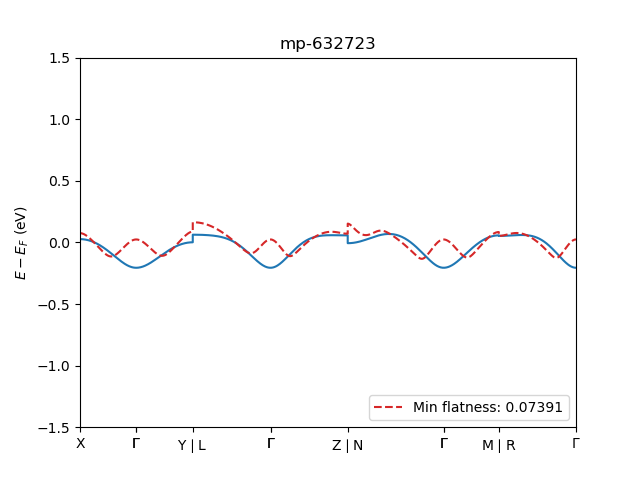 mp-632723
1.5
1.0
0.5
0.0
−0.5
−1.0
−1.5
E − E_F (eV)
Min flatness: 0.07391
X Γ Y | L Γ Z | N Γ M | R Γ